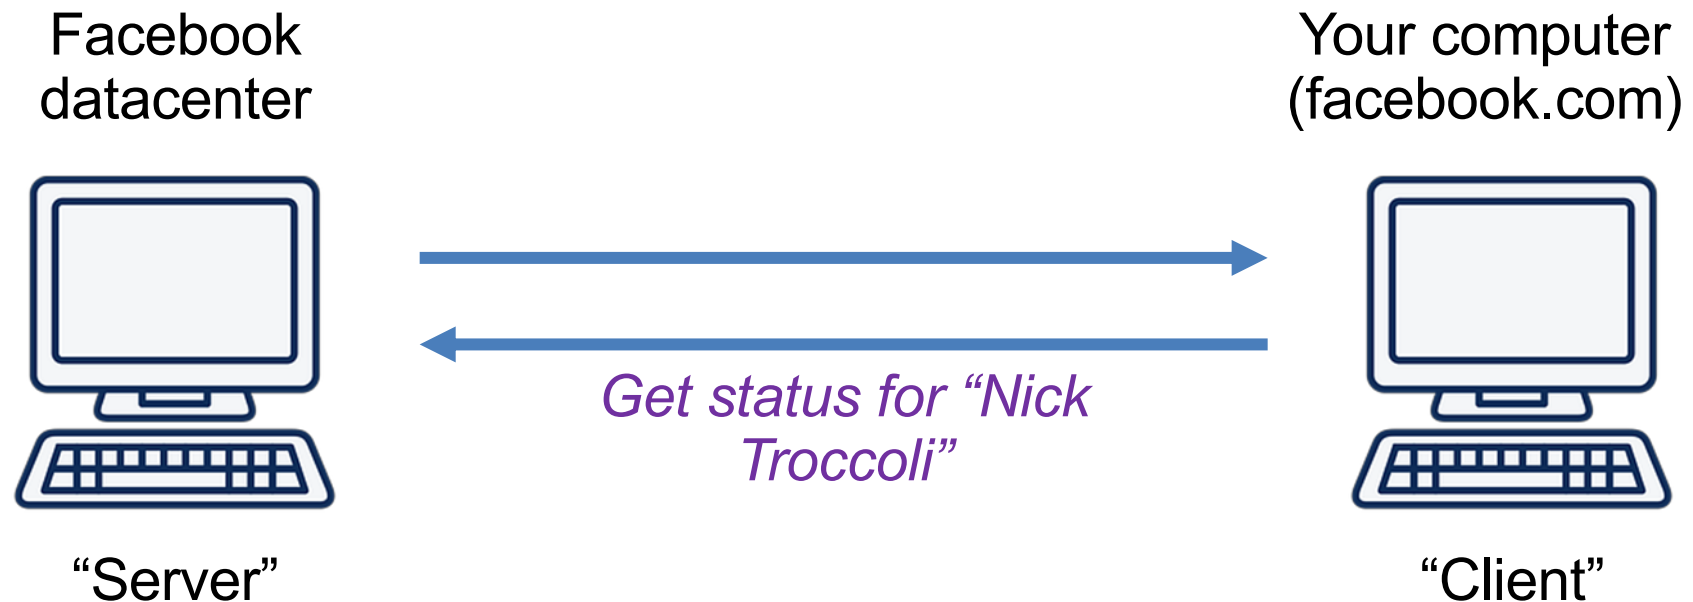 Facebook
datacenter
Your computer
(facebook.com)
Get status for “Nick
Troccoli”
“Server”
“Client”